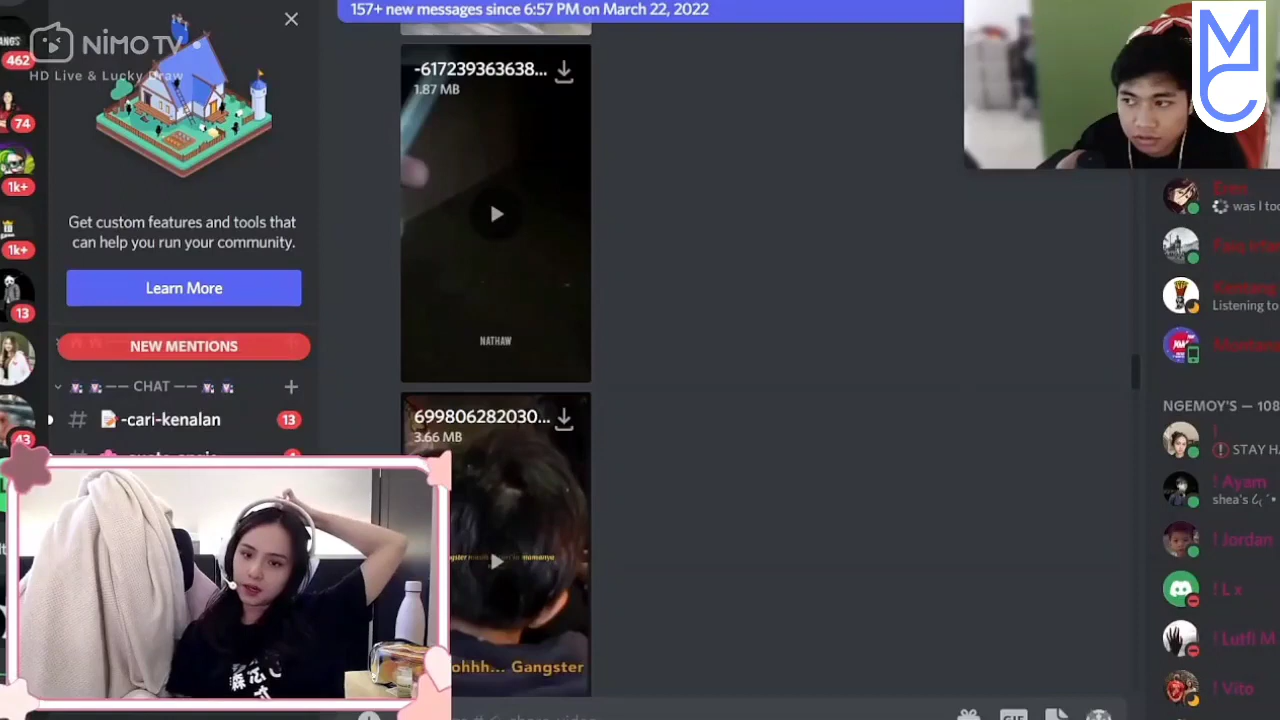 157+ new messages since 6:57 PM on March 22, 2022
NIMO TV
HD Live & Lucky Draw
462
74
1k+
1k+
13
43
Get custom features and tools that
can help you run your community.
Learn More
NEW MENTIONS
—— CHAT ——
-cari-kenalan
13
-617239363638...
1.87 MB
NATHAW
699806282030...
3.66 MB
ohhh... Gangster
GIF
MC
was I too
Listening to
NGEMOY'S — 108
STAY HA
! Ayam
shea's
! Jordan
! L x
! Lutfi M
! Vito